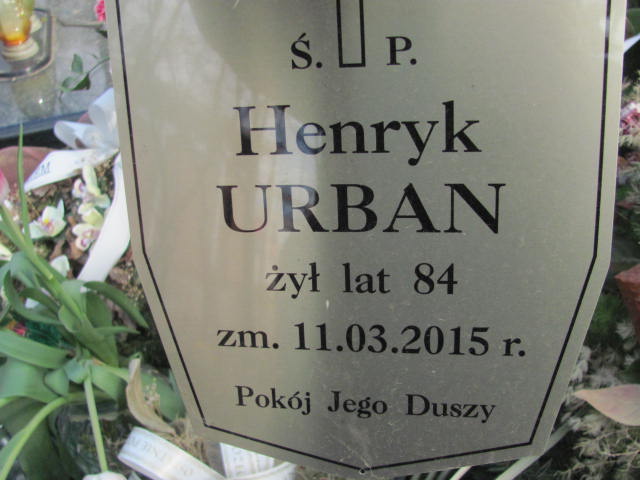 Ś. P.
Henryk
URBAN
żył lat 84
zm. 11.03.2015 r.
Pokój Jego Duszy